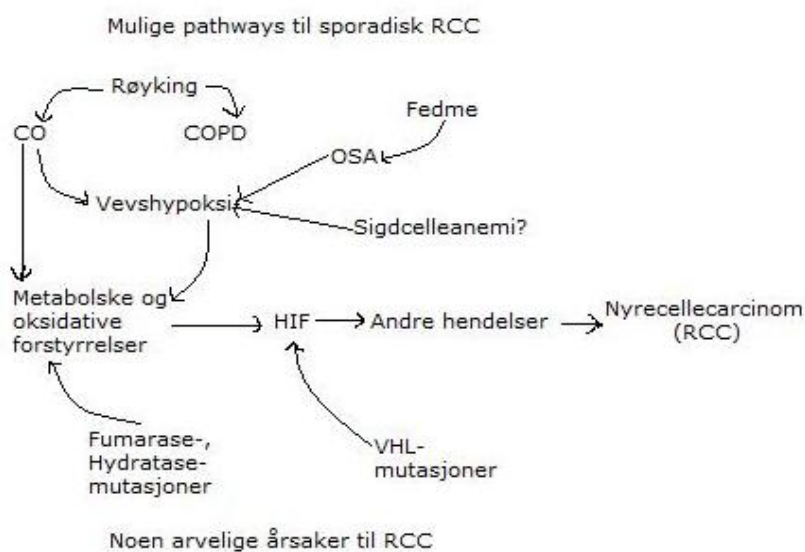 Mulige pathways til sporadisk RCC
Røyking
CO
COPD
Fedme
OSA
Vevshypoksi
Sigdcelleanemi?
Metabolske og
oksidative
forstyrrelser
HIF
Andre hendelser
Nyrecellecarcinom
(RCC)
Fumarase-,
Hydratase-
mutasjoner
VHL-
mutasjoner
Noen arvelige årsaker til RCC